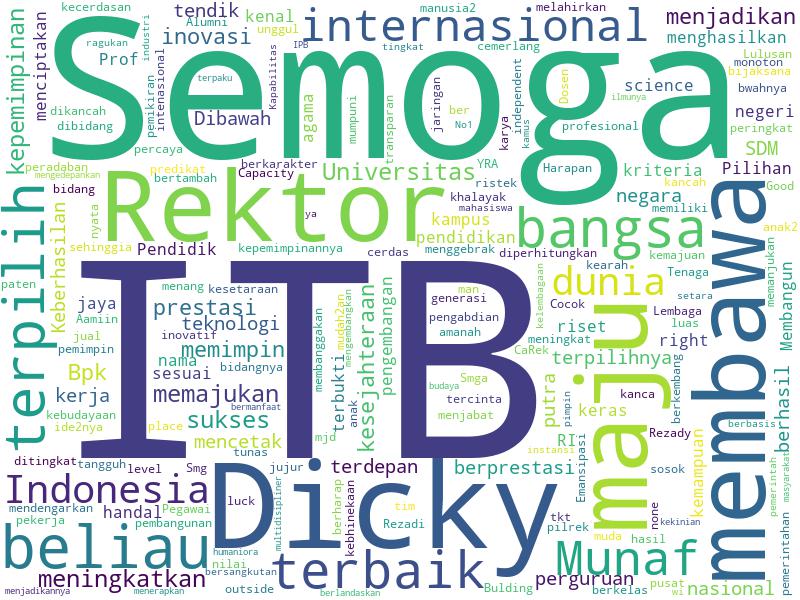 kecerdasan
tendik
Alumni
kenal
manusia2
melahirkan
menjadikan
ragukan
industri
inovasi
unggul
IPB
internasional
tingkat
cemerlang
menghasilkan
kepemimpinan
menciptakan
Prof
terpaku
Semoga
Lulusan
monoton
bijaksana
bwahnya
ilmunya
dikancah
dibidang
pemikiran
intenasional
Dibawah
Kapabilitas
agama
mumpuni
transparan
jaringan
ber
No1
karya
independent
kamus
Dosen
science
profesional
negeri
peringkat
percaya
SDM
peradaban
mengedepankan
predikat
bertambah
berkarakter
Capacity
Universitas
YRA
Harapan
kriteria
kancah
Pilihan
Good
bidang
nyata
Rektor
ya
khalayak
mahasiswa
ristek
kampus
pendidikan
negara
memiliki
bangsa
anak2
terpilih
Keberhasilan
sehinggia
Pendidik
kepemimpinannya
cerdas
menggebrak
diperhitungkan
kemajuan
memanjukan
membawa
paten
ITB
menang
kesetaraan
man
generasi
kelembagaan
dunia
kearah
Tenaga
setara
Membangun
jaya
Aamiin
jual
pemimpin
prestasi
teknologi
inovatif
memimpin
membanggakan
mudah2an
mengembangkan
kesejahteraan
pengembangan
pengabdian
amanah
Cocok
Lembaga
luas
riset
meningkat
CaRek
terpilihnya
right
maju
Bpk
nama
bidangnya
sesuai
terbukti
anak
budaya
Smga
tercinta
menjabat
putra
pimpin
keras
kanca
berkembang
kerja
memajukan
bermanfaat
kebudayaan
ide2nya
place
sukses
mencetak
tunas
mjd
instansi
RI
Emansipasi
Rezady
kemampuan
berbasis
berhasil
ditingkat
tangguh
level
Smg
jujur
terdepan
berprestasi
sosok
none
kekinian
pemerintah
masyarakat
Indonesia
mendengarkan
handal
Pegawai
pekerja
pembangunan
Dicky
luck
multidisipliner
berharap
kebhinekaan
tim
Rezadi
tkt
pilrek
hasil
muda
pemerintahan
beliau
humaniora
nilai
bersangkutan
terbaik
Munaf
meningkatkan
outside
Bulding
perguruan
pusat
wi
nasional
menjadikannya
menerapkan
berlandaskan
berkelas